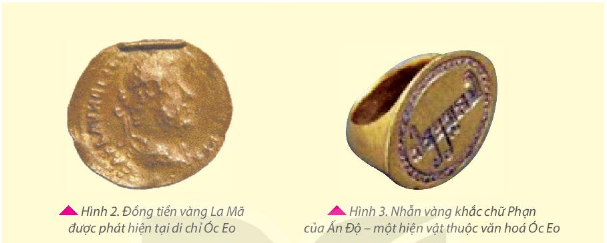 Hình 2. Đồng tiền vàng La Mã
được phát hiện tại di chỉ Óc Eo
Hình 3. Nhẫn vàng khắc chữ Phạn
của Ấn Độ – một hiện vật thuộc văn hoá Óc Eo